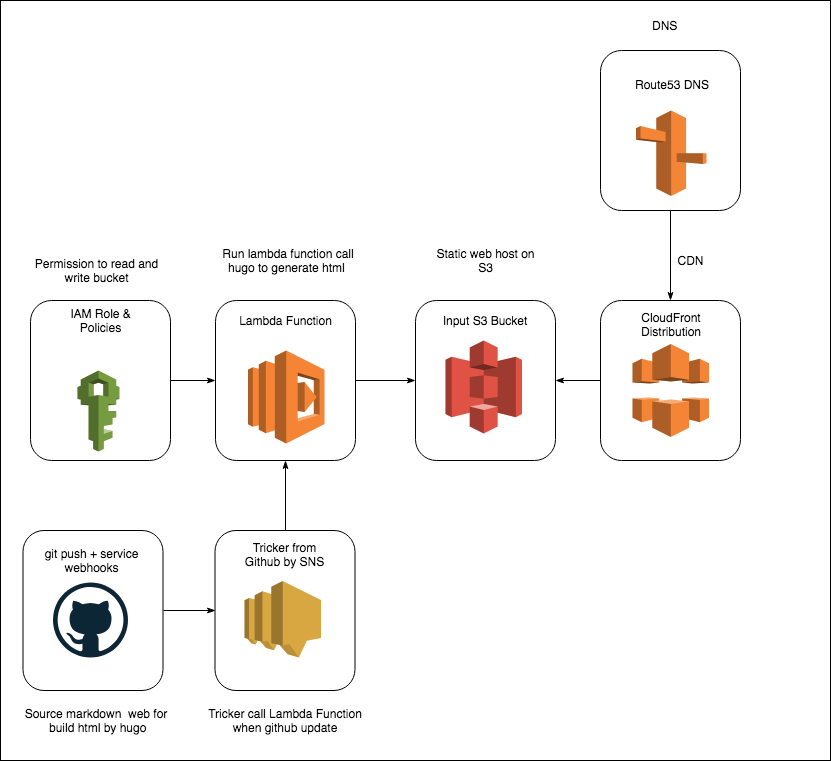 DNS
Route53 DNS
CDN
Permission to read and
write bucket
Run lambda function call
hugo to generate html
Static web host on
S3
IAM Role &
Policies
Lambda Function
Input S3 Bucket
CloudFront
Distribution
git push + service
webhooks
Tricker from
Github by SNS
Source markdown  web for
build html by hugo
Tricker call Lambda Function
when github update